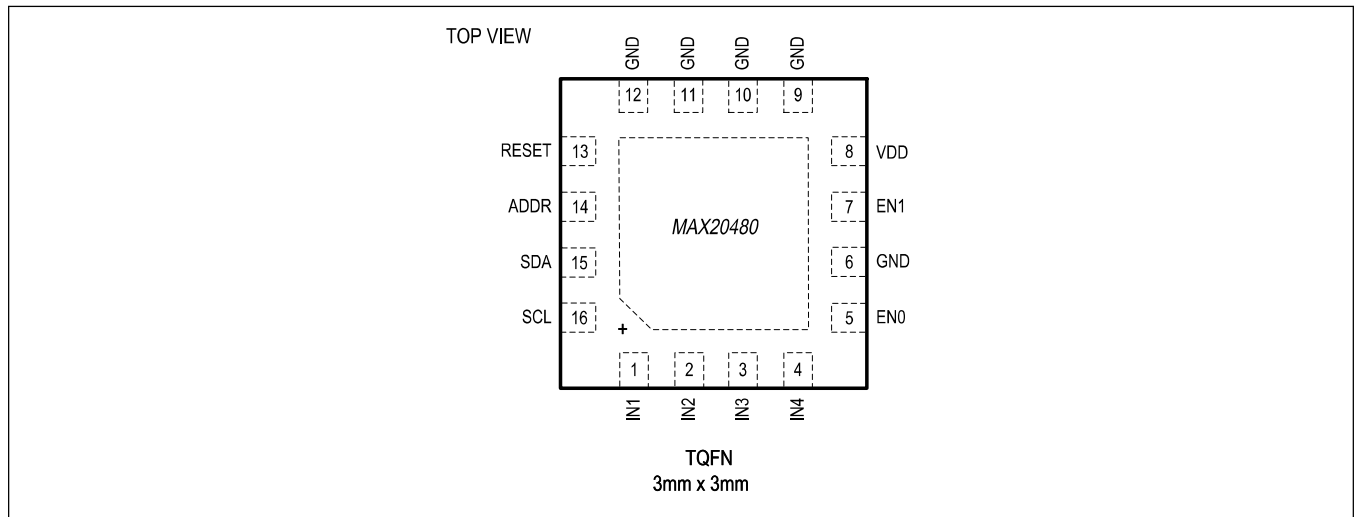 TOP VIEW
GND GND GND GND
12 11 10 9
RESET 13
8 VDD
ADDR 14
7 EN1
MAX20480
SDA 15
6 GND
SCL 16
5 EN0
+
1 2 3 4
IN1 IN2 IN3 IN4
TQFN
3mm x 3mm